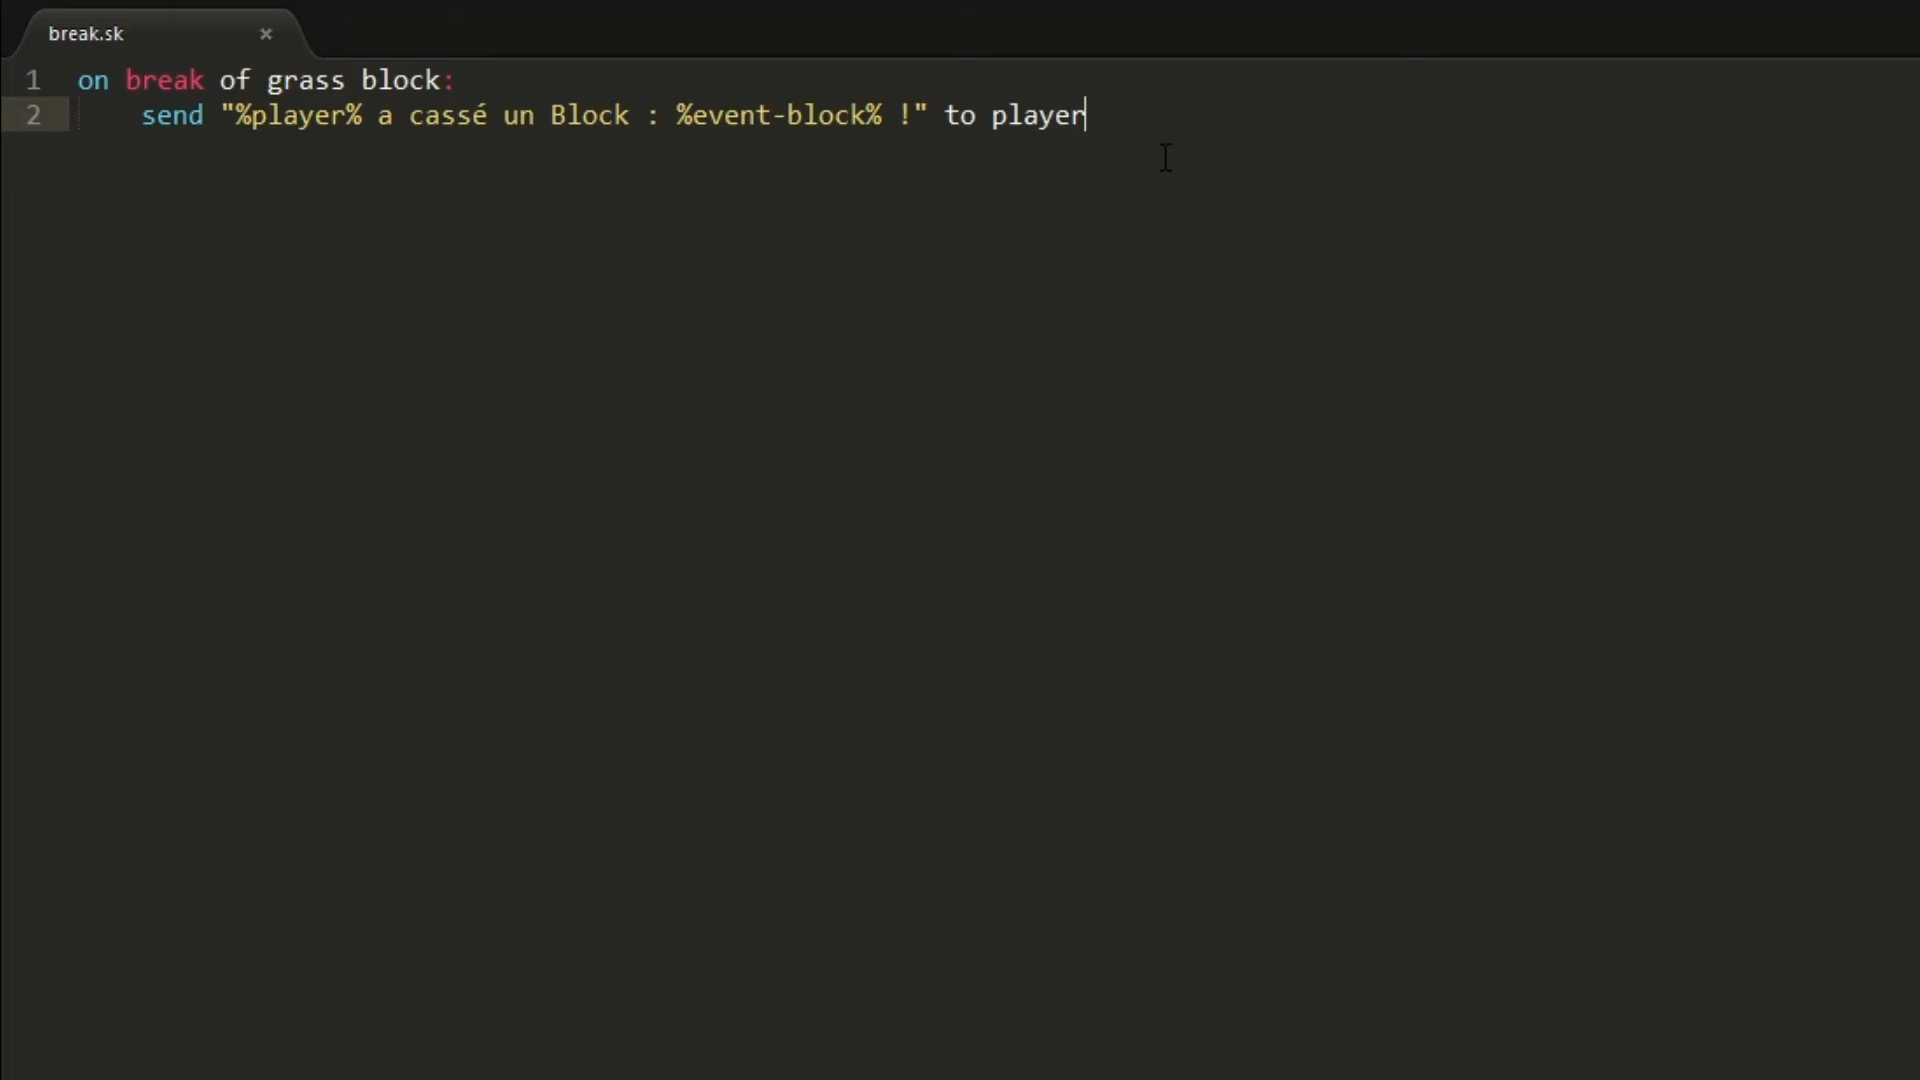 break.sk ×
1 on break of grass block:
2 send "%player% a cassé un Block : %event-block% !" to player